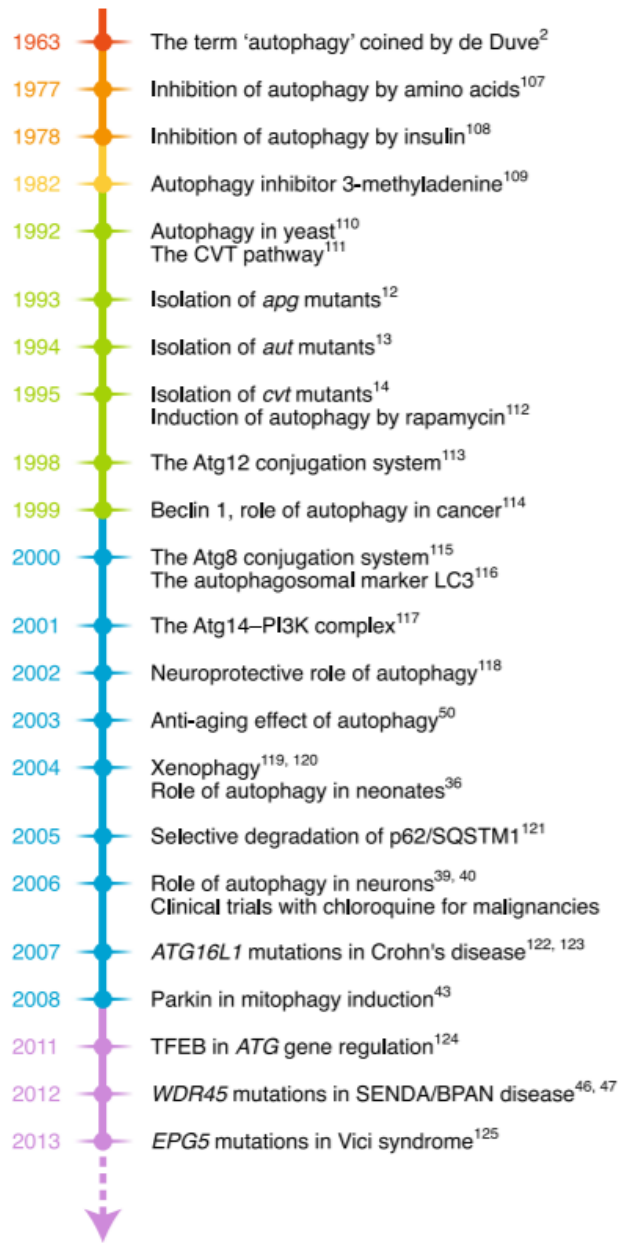 1963 The term ‘autophagy’ coined by de Duve2
1977 Inhibition of autophagy by amino acids107
1978 Inhibition of autophagy by insulin108
1982 Autophagy inhibitor 3-methyladenine109
1992 Autophagy in yeast110
The CVT pathway111
1993 Isolation of apg mutants12
1994 Isolation of aut mutants13
1995 Isolation of cvt mutants14
Induction of autophagy by rapamycin112
1998 The Atg12 conjugation system113
1999 Beclin 1, role of autophagy in cancer114
2000 The Atg8 conjugation system115
The autophagosomal marker LC3116
2001 The Atg14–PI3K complex117
2002 Neuroprotective role of autophagy118
2003 Anti-aging effect of autophagy50
2004 Xenophagy119, 120
Role of autophagy in neonates36
2005 Selective degradation of p62/SQSTM1121
2006 Role of autophagy in neurons39, 40
Clinical trials with chloroquine for malignancies
2007 ATG16L1 mutations in Crohn's disease122, 123
2008 Parkin in mitophagy induction43
2011 TFEB in ATG gene regulation124
2012 WDR45 mutations in SENDA/BPAN disease46, 47
2013 EPG5 mutations in Vici syndrome125